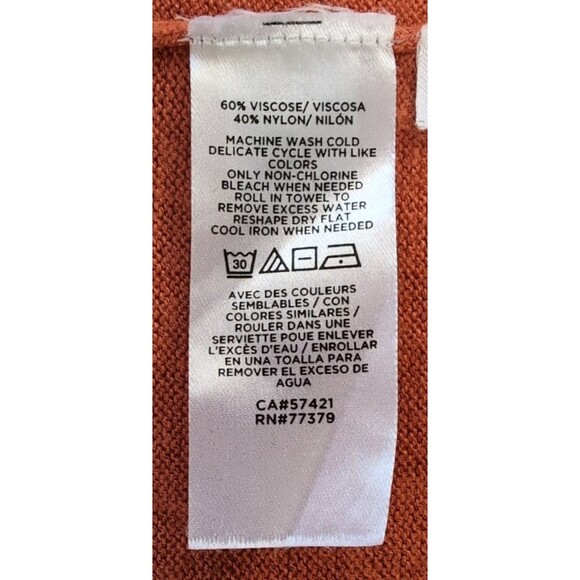 60% VISCOSE/ VISCOSA
40% NYLON/ NILÓN
MACHINE WASH COLD
DELICATE CYCLE WITH LIKE
COLORS
ONLY NON-CHLORINE
BLEACH WHEN NEEDED
ROLL IN TOWEL TO
REMOVE EXCESS WATER
RESHAPE DRY FLAT
COOL IRON WHEN NEEDED
30
AVEC DES COULEURS
SEMBLABLES / CON
COLORES SIMILARES /
ROULER DANS UNE
SERVIETTE POUE ENLEVER
L'EXCÈS D'EAU / ENROLLAR
EN UNA TOALLA PARA
REMOVER EL EXCESO DE
AGUA
CA#57421
RN#77379